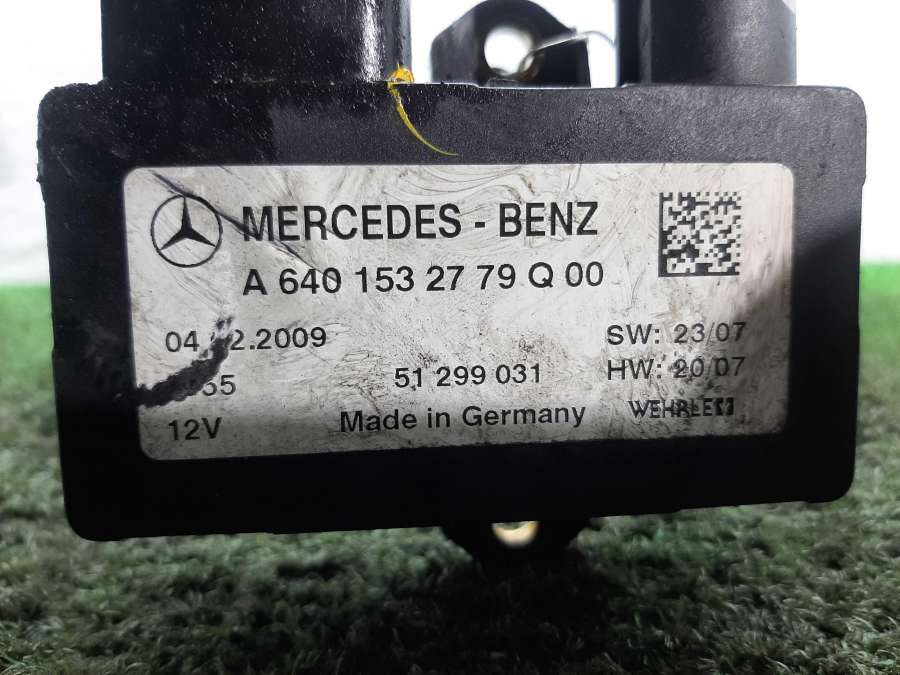 MERCEDES - BENZ
A 640 153 27 79 Q 00
SW: 23/07
HW: 20/07
51 299 031
12V
Made in Germany
WEHRLE